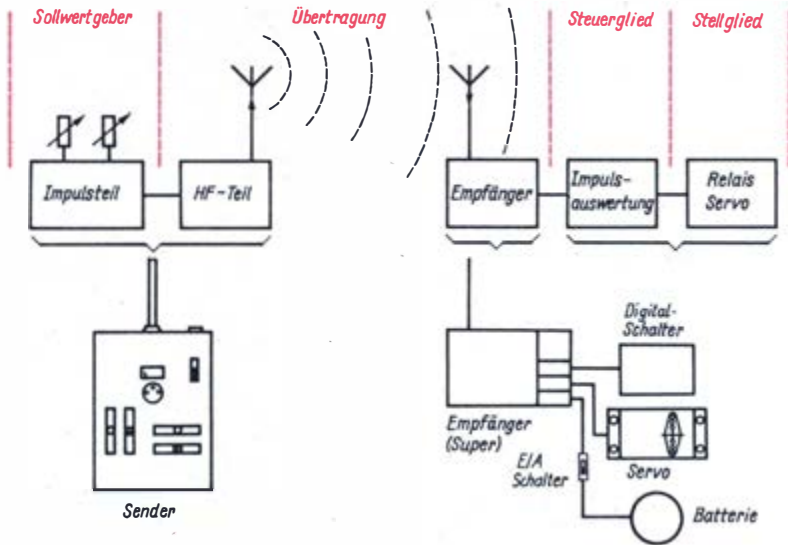 Sollwertgeber
Übertragung
Steuerglied
Stellglied
Impulsteil
HF-Teil
Empfänger
Impuls-
auswertung
Relais
Servo
Digital-
Schalter
Empfänger
(Super)
E/A
Schalter
Servo
Sender
Batterie